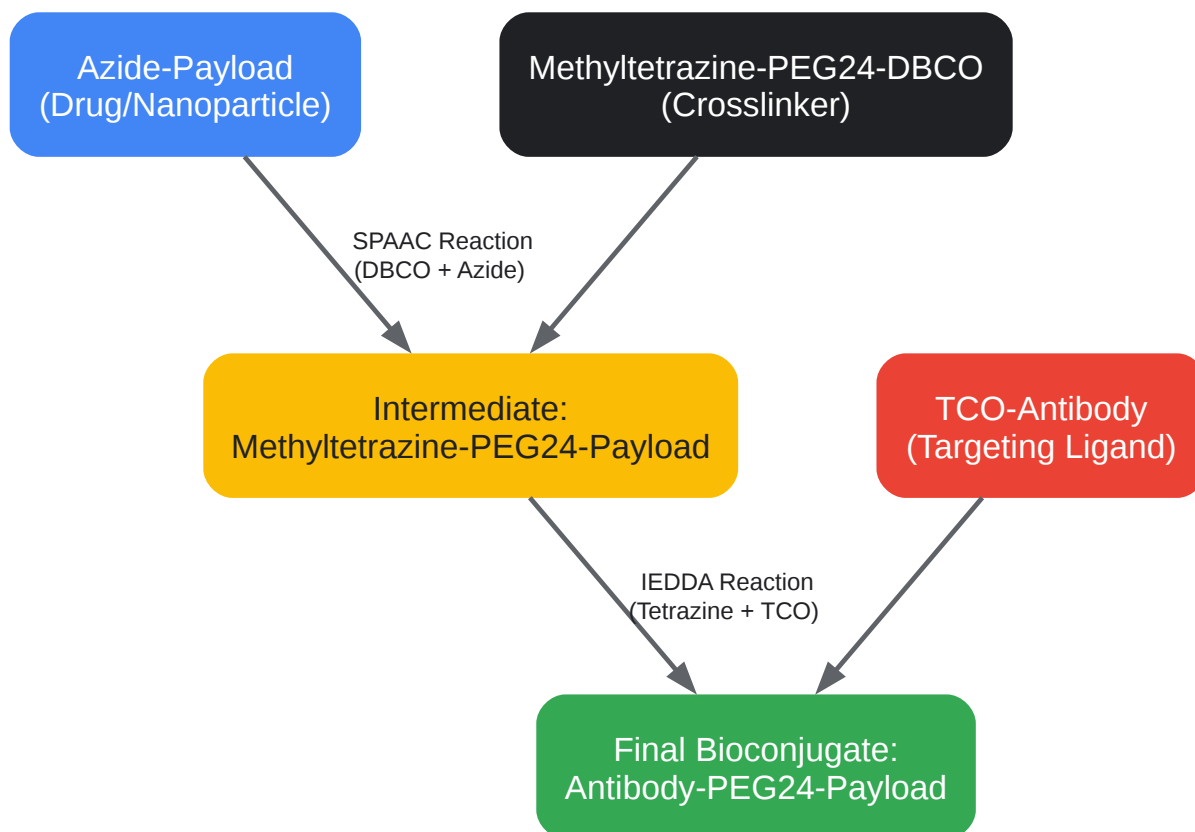 Azide-Payload
(Drug/Nanoparticle)
Methyltetrazine-PEG24-DBCO
(Crosslinker)
SPAAC Reaction
(DBCO + Azide)
Intermediate:
Methyltetrazine-PEG24-Payload
TCO-Antibody
(Targeting Ligand)
IEDDA Reaction
(Tetrazine + TCO)
Final Bioconjugate:
Antibody-PEG24-Payload